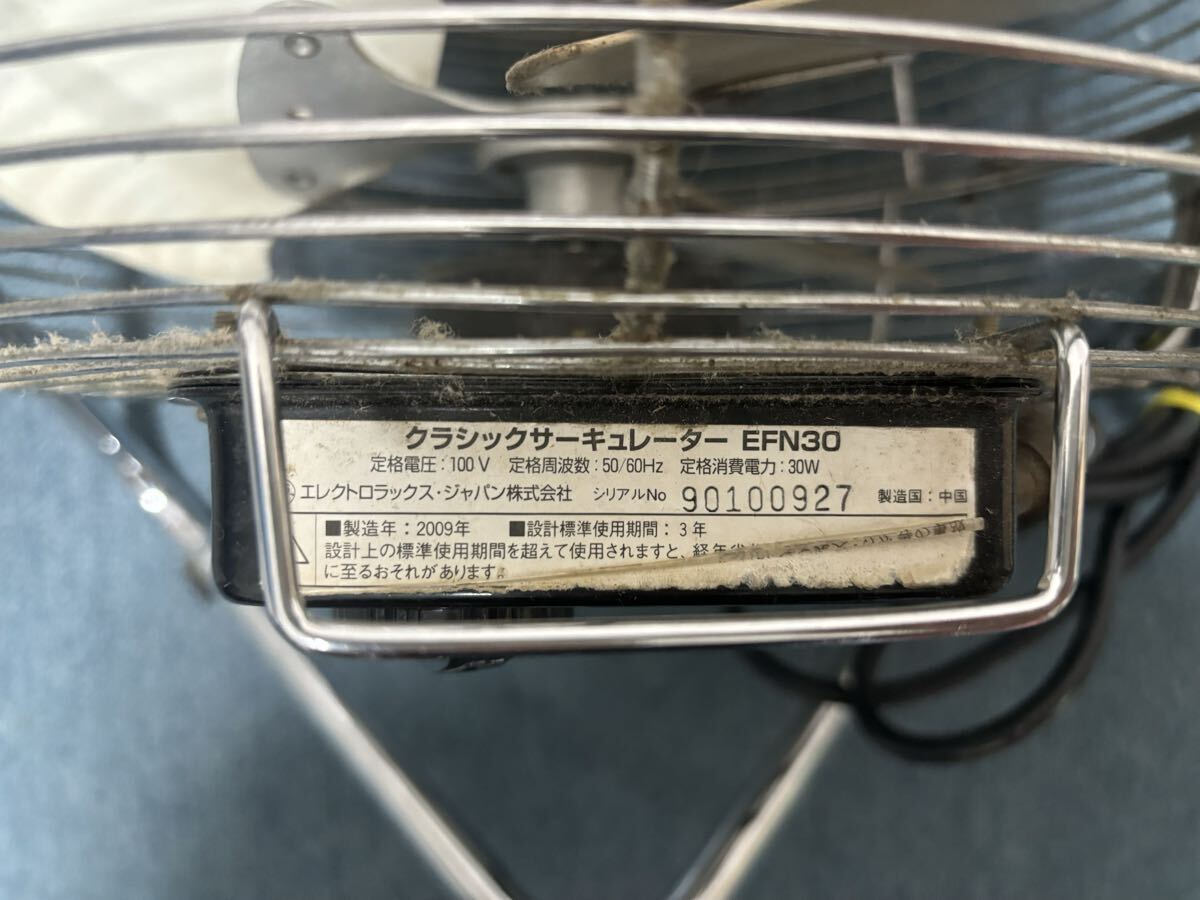 クラシックサーキュレーター EFN30
定格電圧：100V 定格周波数：50/60Hz 定格消費電力：30W
エレクトロラックス・ジャパン株式会社 シリアルNo 90100927 製造国：中国
■製造年：2009年 ■設計標準使用期間：3年
設計上の標準使用期間を超えて使用されますと、経年劣化
に至るおそれがあります。